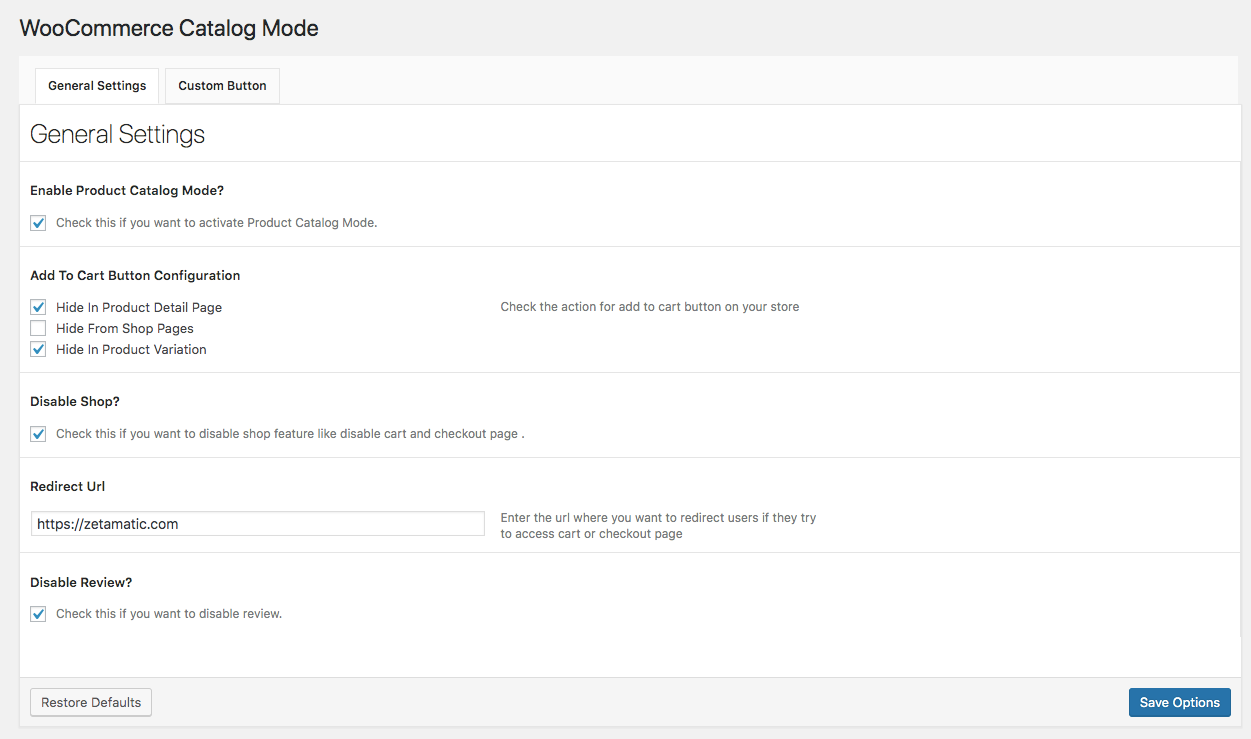 WooCommerce Catalog Mode
General Settings
Custom Button
General Settings
Enable Product Catalog Mode?
Check this if you want to activate Product Catalog Mode.
Add To Cart Button Configuration
Hide In Product Detail Page
Check the action for add to cart button on your store
Hide From Shop Pages
Hide In Product Variation
Disable Shop?
Check this if you want to disable shop feature like disable cart and checkout page .
Redirect Url
https://zetamatic.com
Enter the url where you want to redirect users if they try
to access cart or checkout page
Disable Review?
Check this if you want to disable review.
Restore Defaults
Save Options